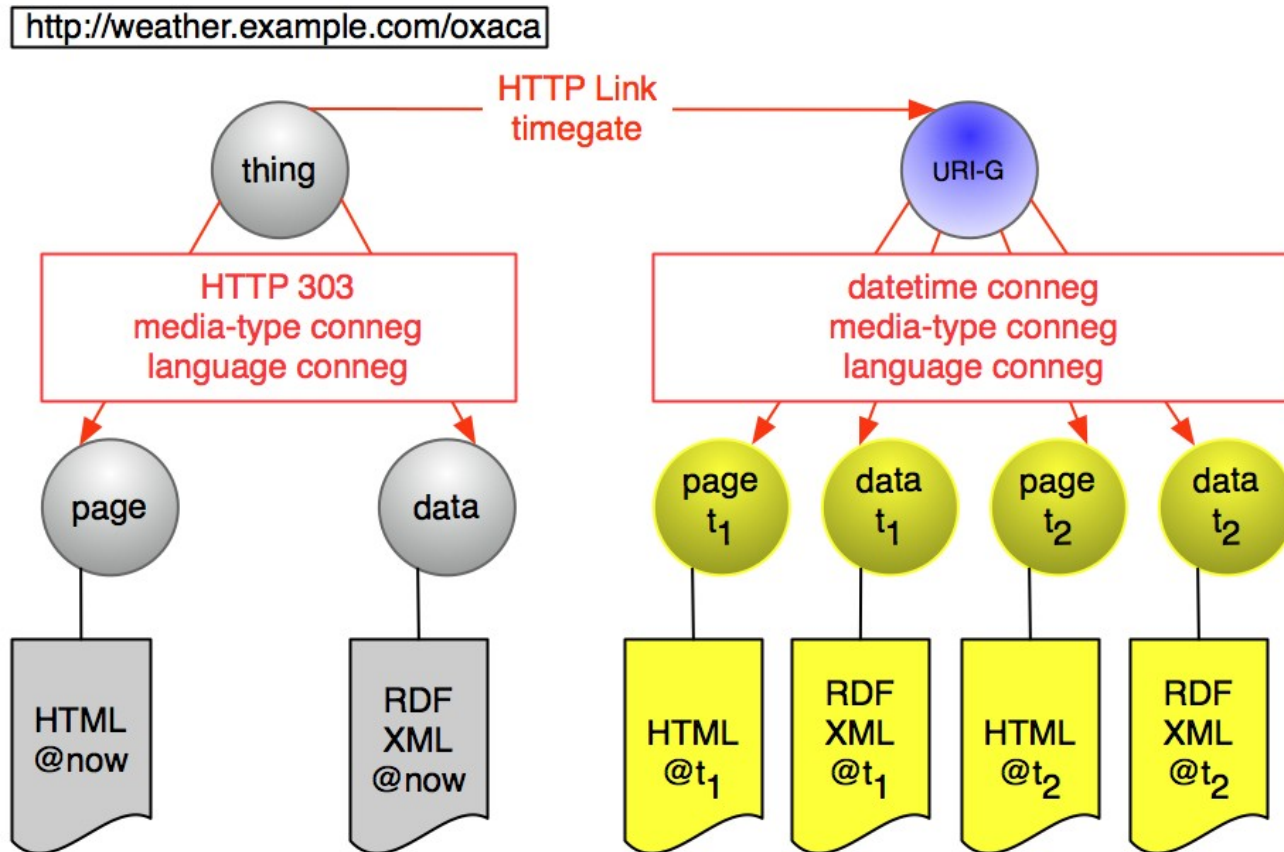 http://weather.example.com/oxaca
HTTP Link
timegate
thing
URI-G
HTTP 303
media-type conneg
language conneg
datetime conneg
media-type conneg
language conneg
page
data
page
t₁
data
t₁
page
t₂
data
t₂
HTML
@now
RDF
XML
@now
HTML
@t₁
RDF
XML
@t₁
HTML
@t₂
RDF
XML
@t₂